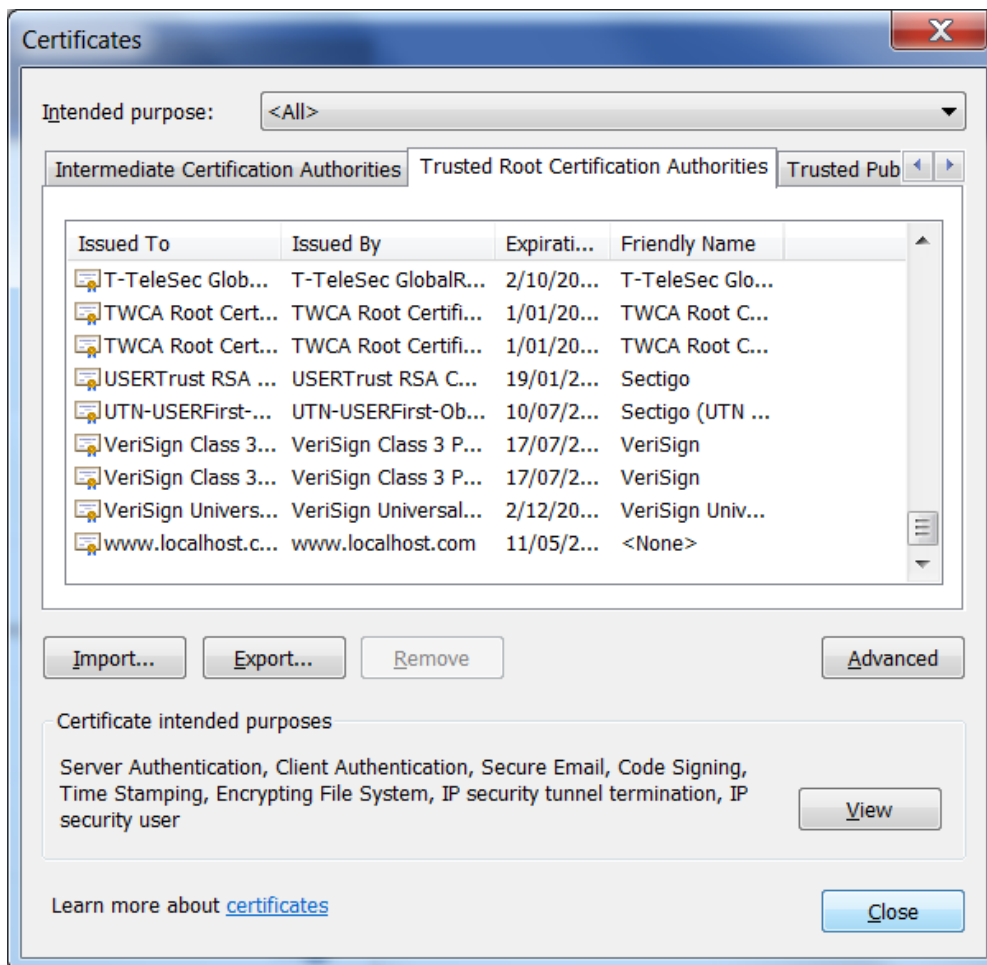 Certificates
Intended purpose: <All>
Intermediate Certification Authorities Trusted Root Certification Authorities Trusted Pub
Issued To Issued By Expirati... Friendly Name
T-TeleSec Glob... T-TeleSec GlobalR... 2/10/20... T-TeleSec Glo...
TWCA Root Cert... TWCA Root Certifi... 1/01/20... TWCA Root C...
TWCA Root Cert... TWCA Root Certifi... 1/01/20... TWCA Root C...
USERTrust RSA ... USERTrust RSA C... 19/01/2... Sectigo
UTN-USERFirst-... UTN-USERFirst-Ob... 10/07/2... Sectigo (UTN ...
VeriSign Class 3... VeriSign Class 3 P... 17/07/2... VeriSign
VeriSign Class 3... VeriSign Class 3 P... 17/07/2... VeriSign
VeriSign Univers... VeriSign Universal... 2/12/20... VeriSign Univ...
www.localhost.c... www.localhost.com 11/05/2... <None>
Import... Export... Remove Advanced
Certificate intended purposes
Server Authentication, Client Authentication, Secure Email, Code Signing,
Time Stamping, Encrypting File System, IP security tunnel termination, IP
security user
View
Learn more about certificates
Close